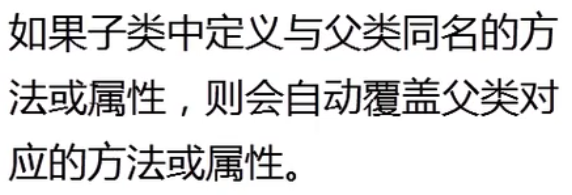 如果子类中定义与父类同名的方
法或属性，则会自动覆盖父类对
应的方法或属性。